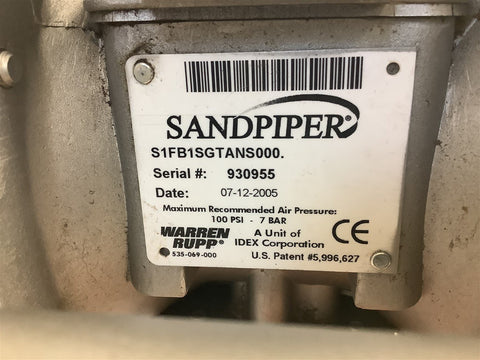 SANDPIPER®
S1FB1SGTANS000.
Serial #: 930955
Date: 07-12-2005
Maximum Recommended Air Pressure:
100 PSI - 7 BAR
WARREN RUPP®
A Unit of
IDEX Corporation
CE
535-069-000
U.S. Patent #5,996,627